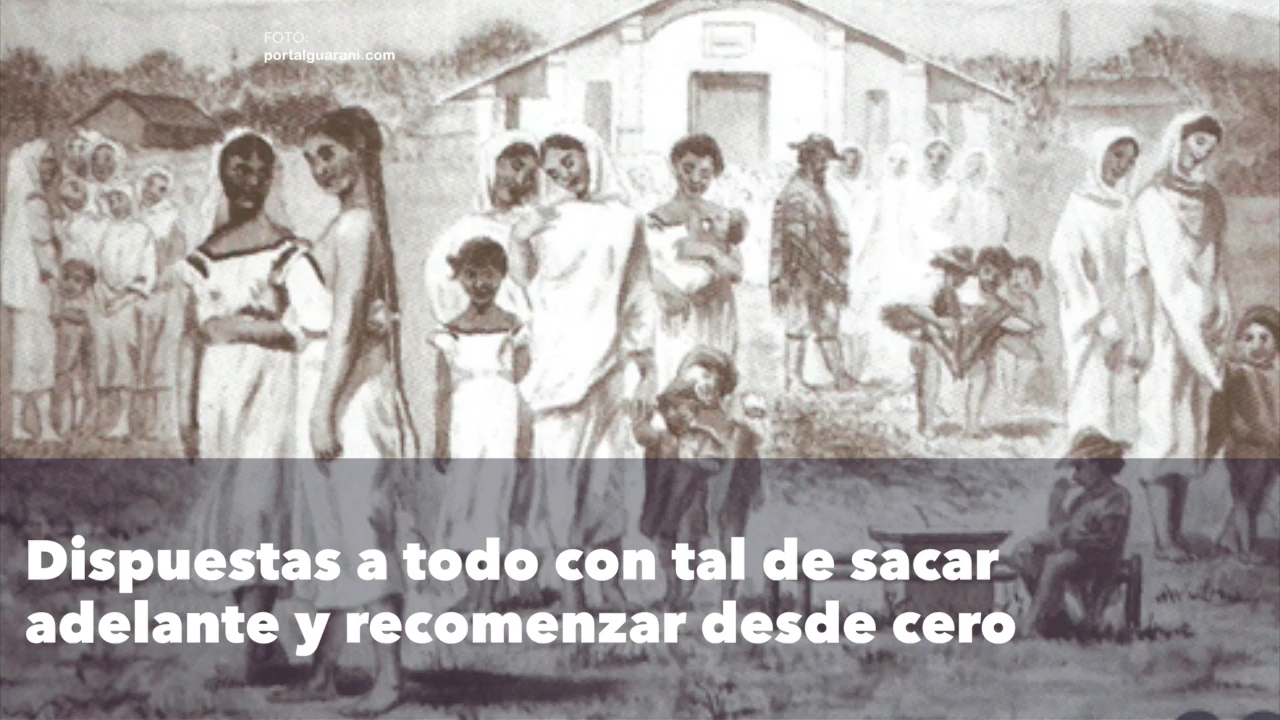 FOTO:
portalguarani.com
Dispuestas a todo con tal de sacar
adelante y recomenzar desde cero